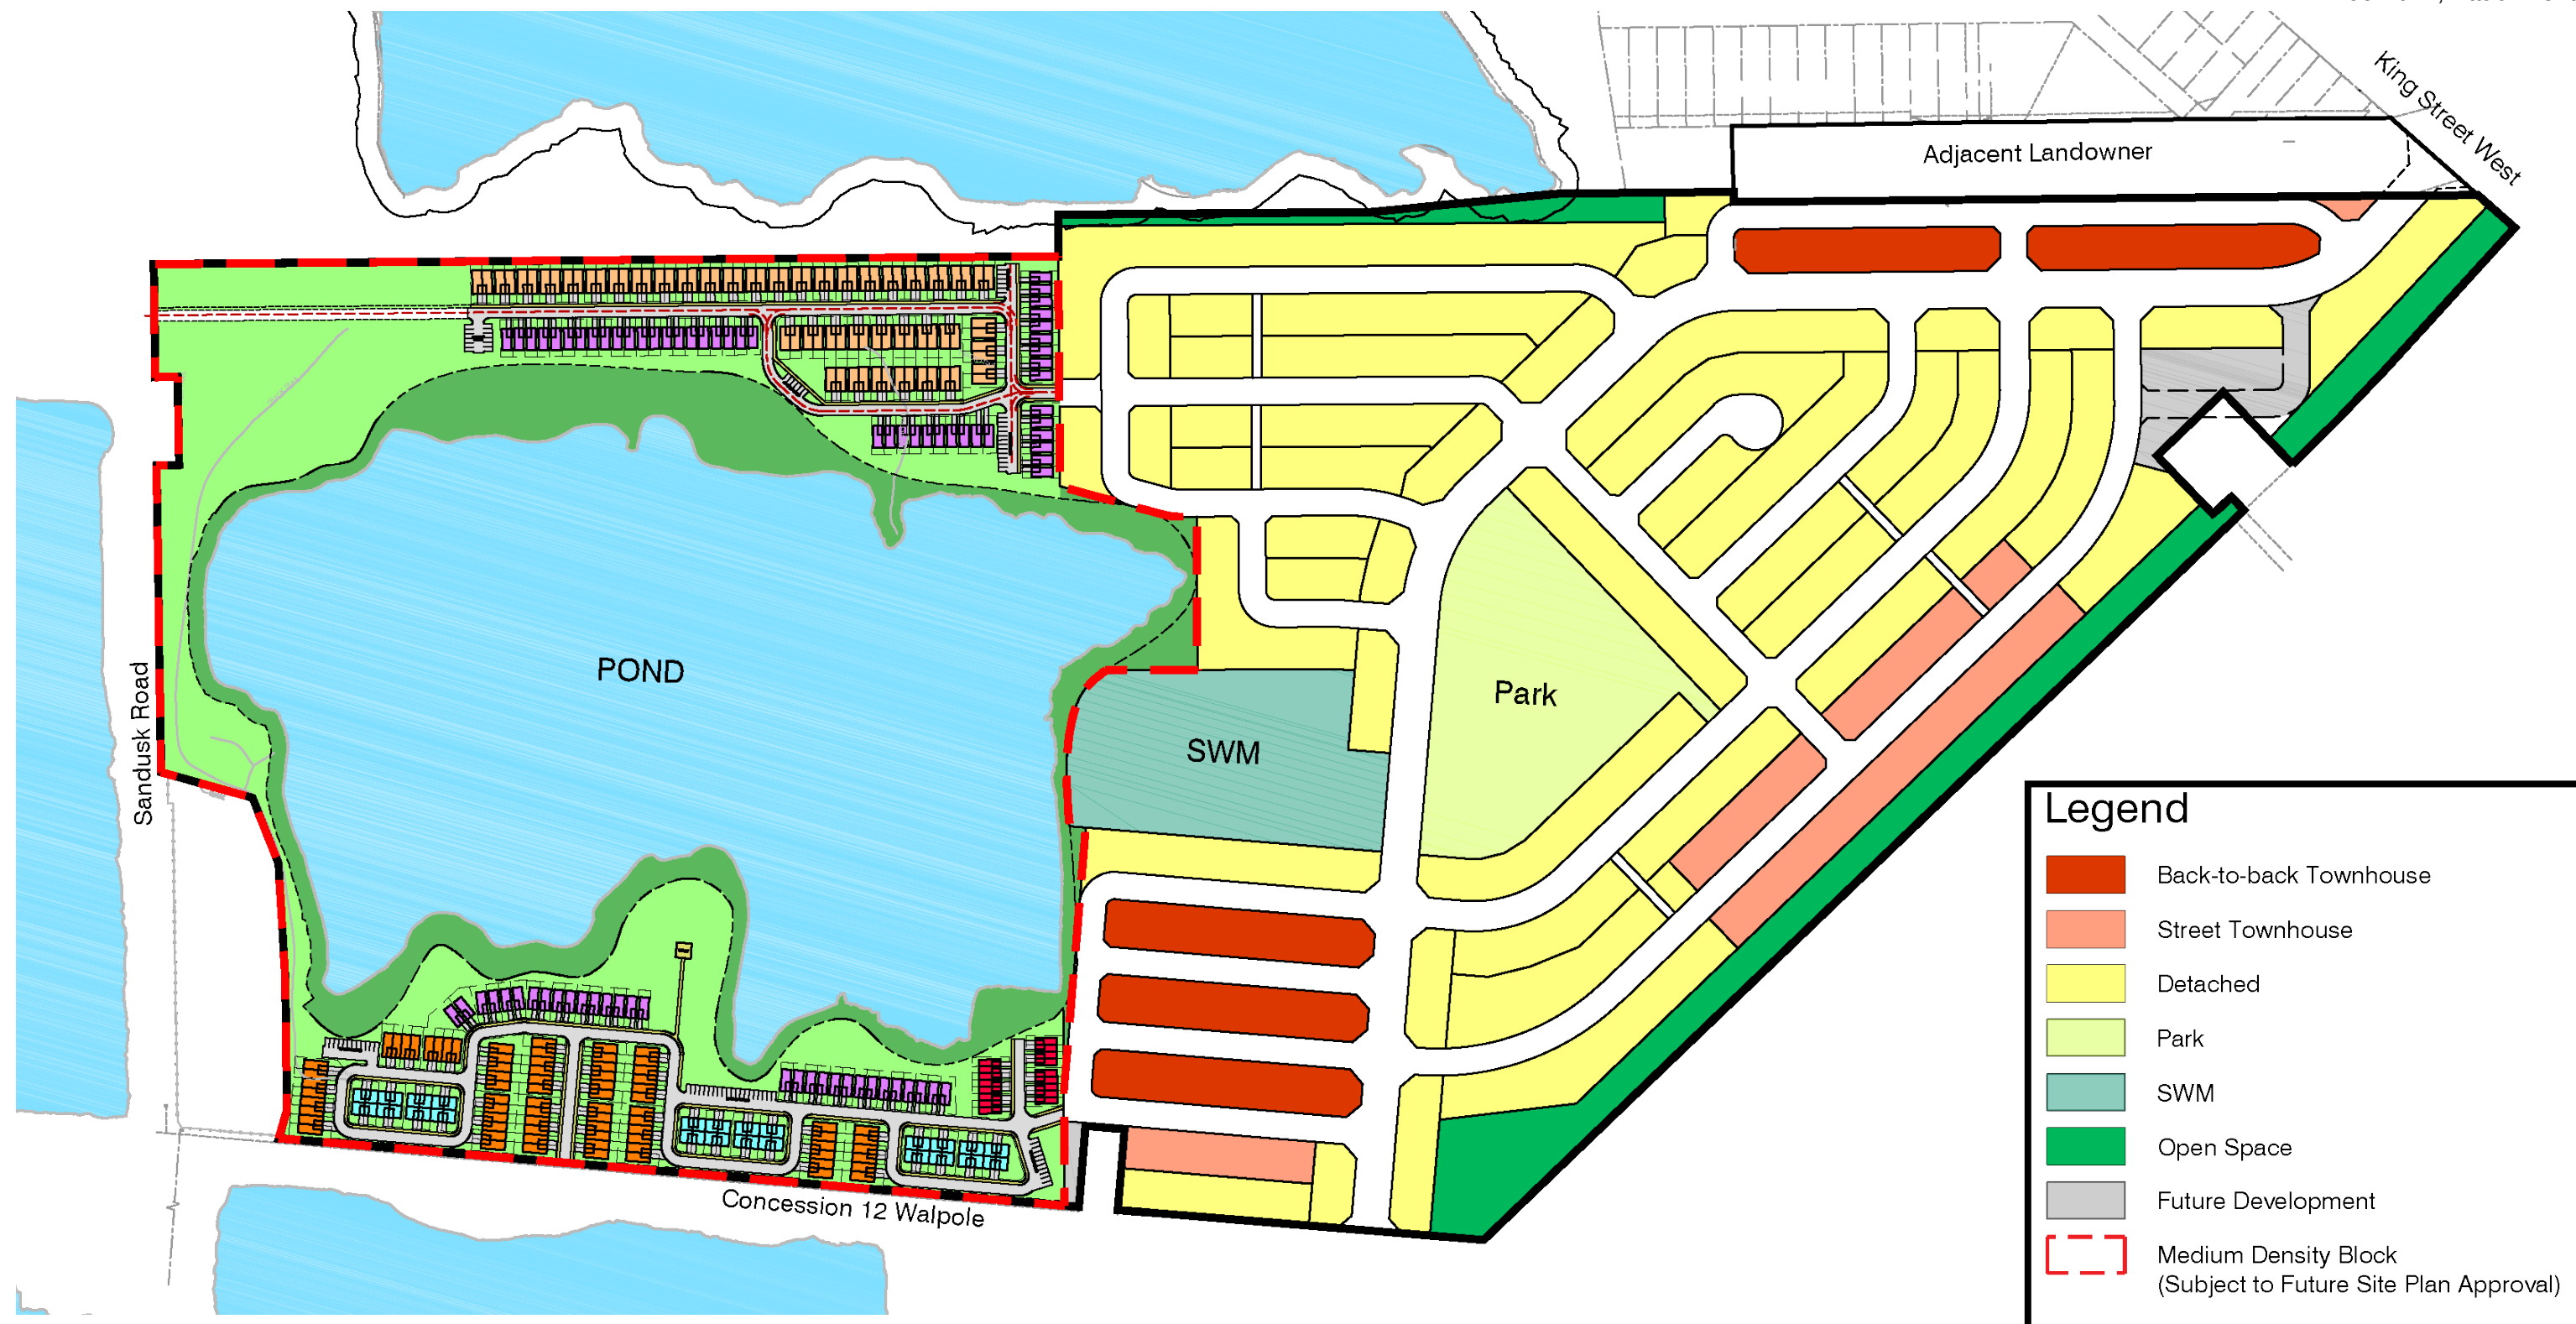 King Street West
Adjacent Landowner
POND
Park
SWM
Sandusk Road
Concession 12 Walpole
Legend
Back-to-back Townhouse
Street Townhouse
Detached
Park
SWM
Open Space
Future Development
Medium Density Block
(Subject to Future Site Plan Approval)